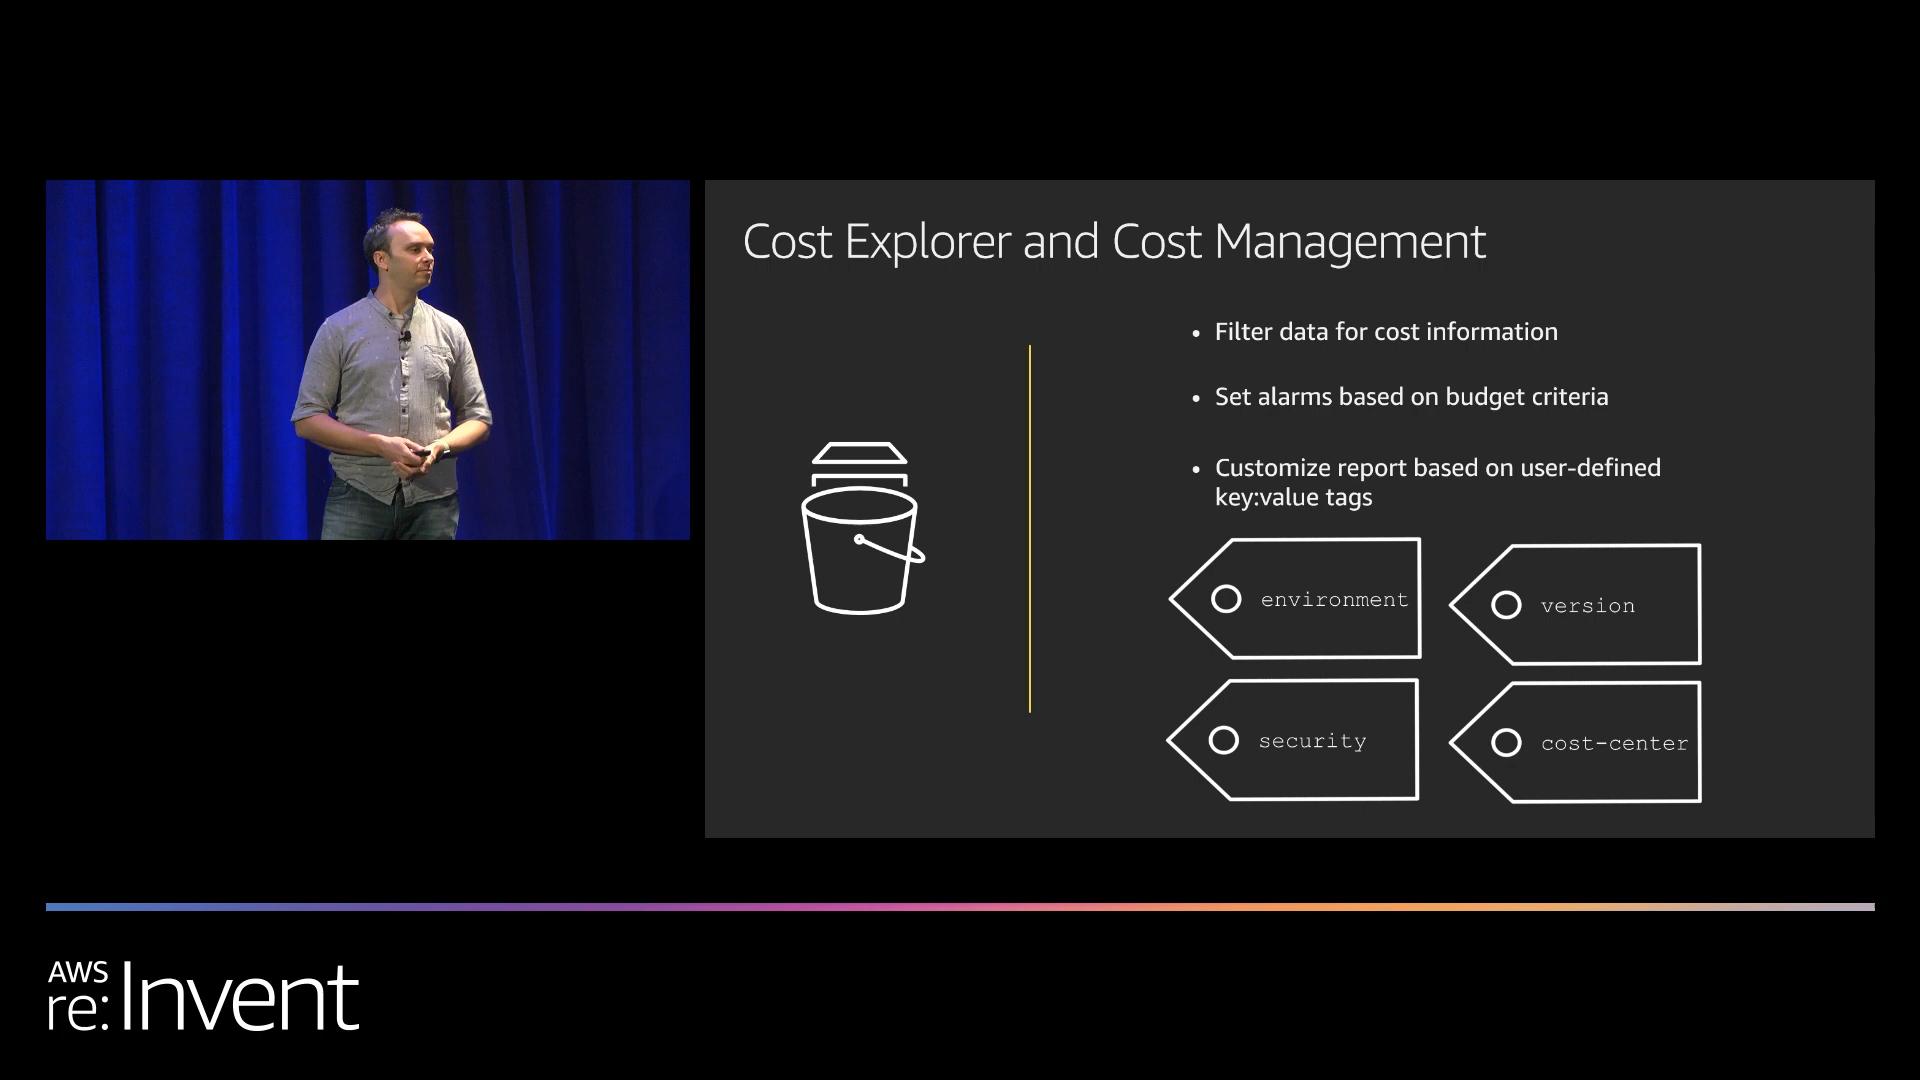 Cost Explorer and Cost Management
• Filter data for cost information
• Set alarms based on budget criteria
• Customize report based on user-defined
key:value tags
environment
version
security
cost-center
AWS
re:Invent